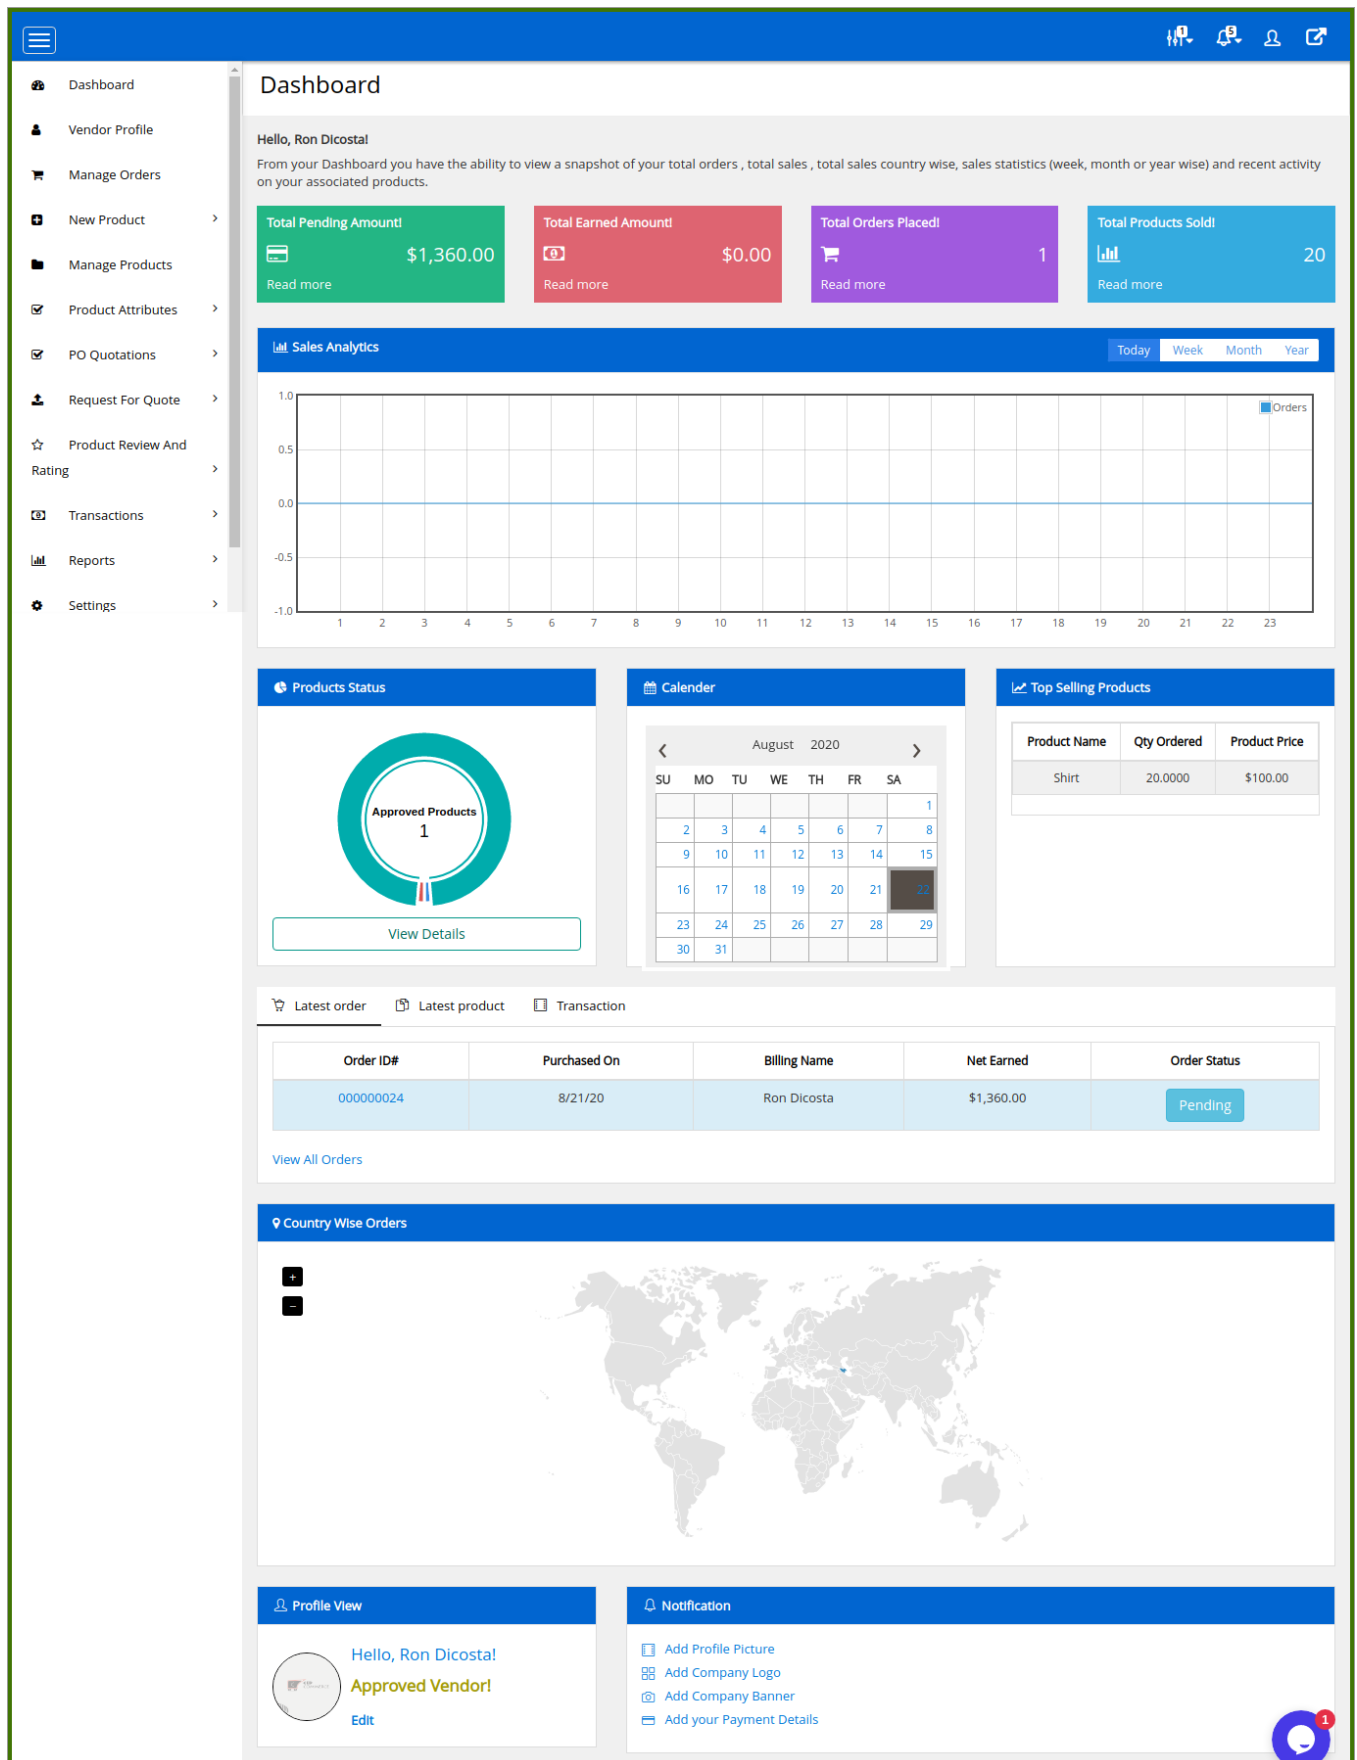 1
5
Dashboard
Vendor Profile
Manage Orders
New Product
Manage Products
Product Attributes
PO Quotations
Request For Quote
Product Review And
Rating
Transactions
Reports
Settings
Dashboard
Hello, Ron Dicosta!
From your Dashboard you have the ability to view a snapshot of your total orders , total sales , total sales country wise, sales statistics (week, month or year wise) and recent activity
on your associated products.
Total Pending Amount!
$1,360.00
Read more
Total Earned Amount!
$0.00
Read more
Total Orders Placed!
1
Read more
Total Products Sold!
20
Read more
Sales Analytics
Today Week Month Year
Orders
1.0
0.5
0.0
-0.5
-1.0
1 2 3 4 5 6 7 8 9 10 11 12 13 14 15 16 17 18 19 20 21 22 23
Products Status
Approved Products
1
View Details
Calender
August 2020
SU MO TU WE TH FR SA
1
2 3 4 5 6 7 8
9 10 11 12 13 14 15
16 17 18 19 20 21 22
23 24 25 26 27 28 29
30 31
Top Selling Products
Product Name Qty Ordered Product Price
Shirt 20.0000 $100.00
Latest order Latest product Transaction
Order ID# Purchased On Billing Name Net Earned Order Status
000000024 8/21/20 Ron Dicosta $1,360.00 Pending
View All Orders
Country Wise Orders
+
−
Profile View
Hello, Ron Dicosta!
Approved Vendor!
Edit
Notification
Add Profile Picture
Add Company Logo
Add Company Banner
Add your Payment Details
1